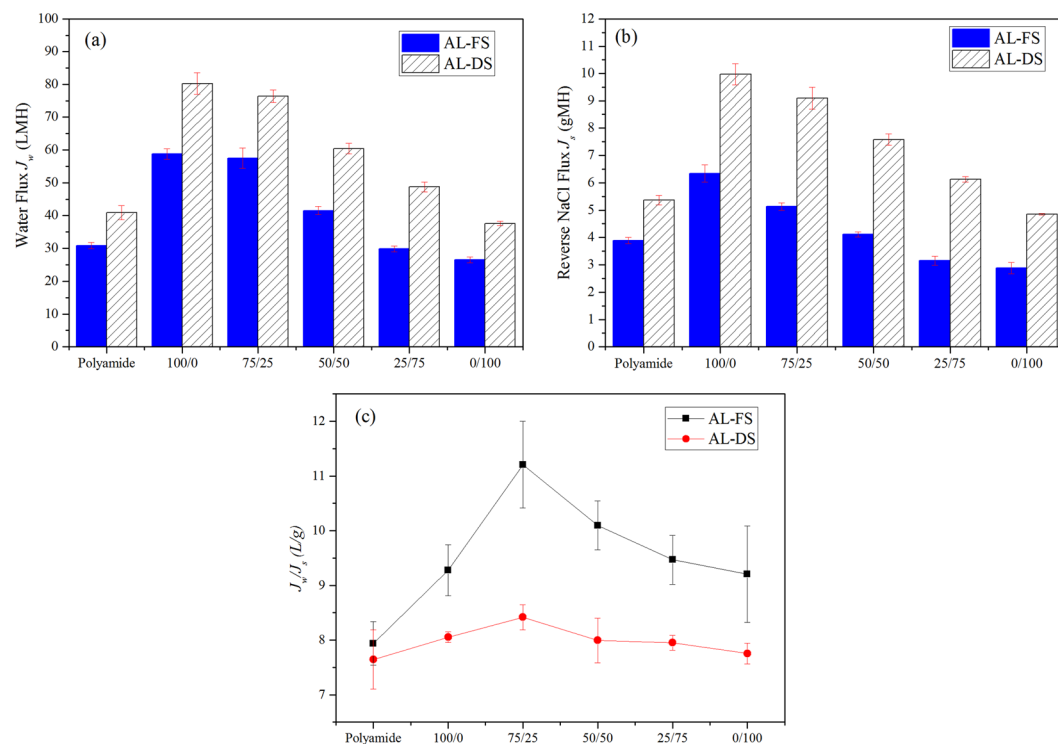 (a)
AL-FS
AL-DS
Water Flux J_w (LMH)
100
90
80
70
60
50
40
30
20
10
0
Polyamide 100/0 75/25 50/50 25/75 0/100
(b)
AL-FS
AL-DS
Reverse NaCl Flux J_s (gMH)
12
11
10
9
8
7
6
5
4
3
2
1
0
Polyamide 100/0 75/25 50/50 25/75 0/100
(c)
AL-FS
AL-DS
J_w/J_s (L/g)
12
11
10
9
8
7
Polyamide 100/0 75/25 50/50 25/75 0/100